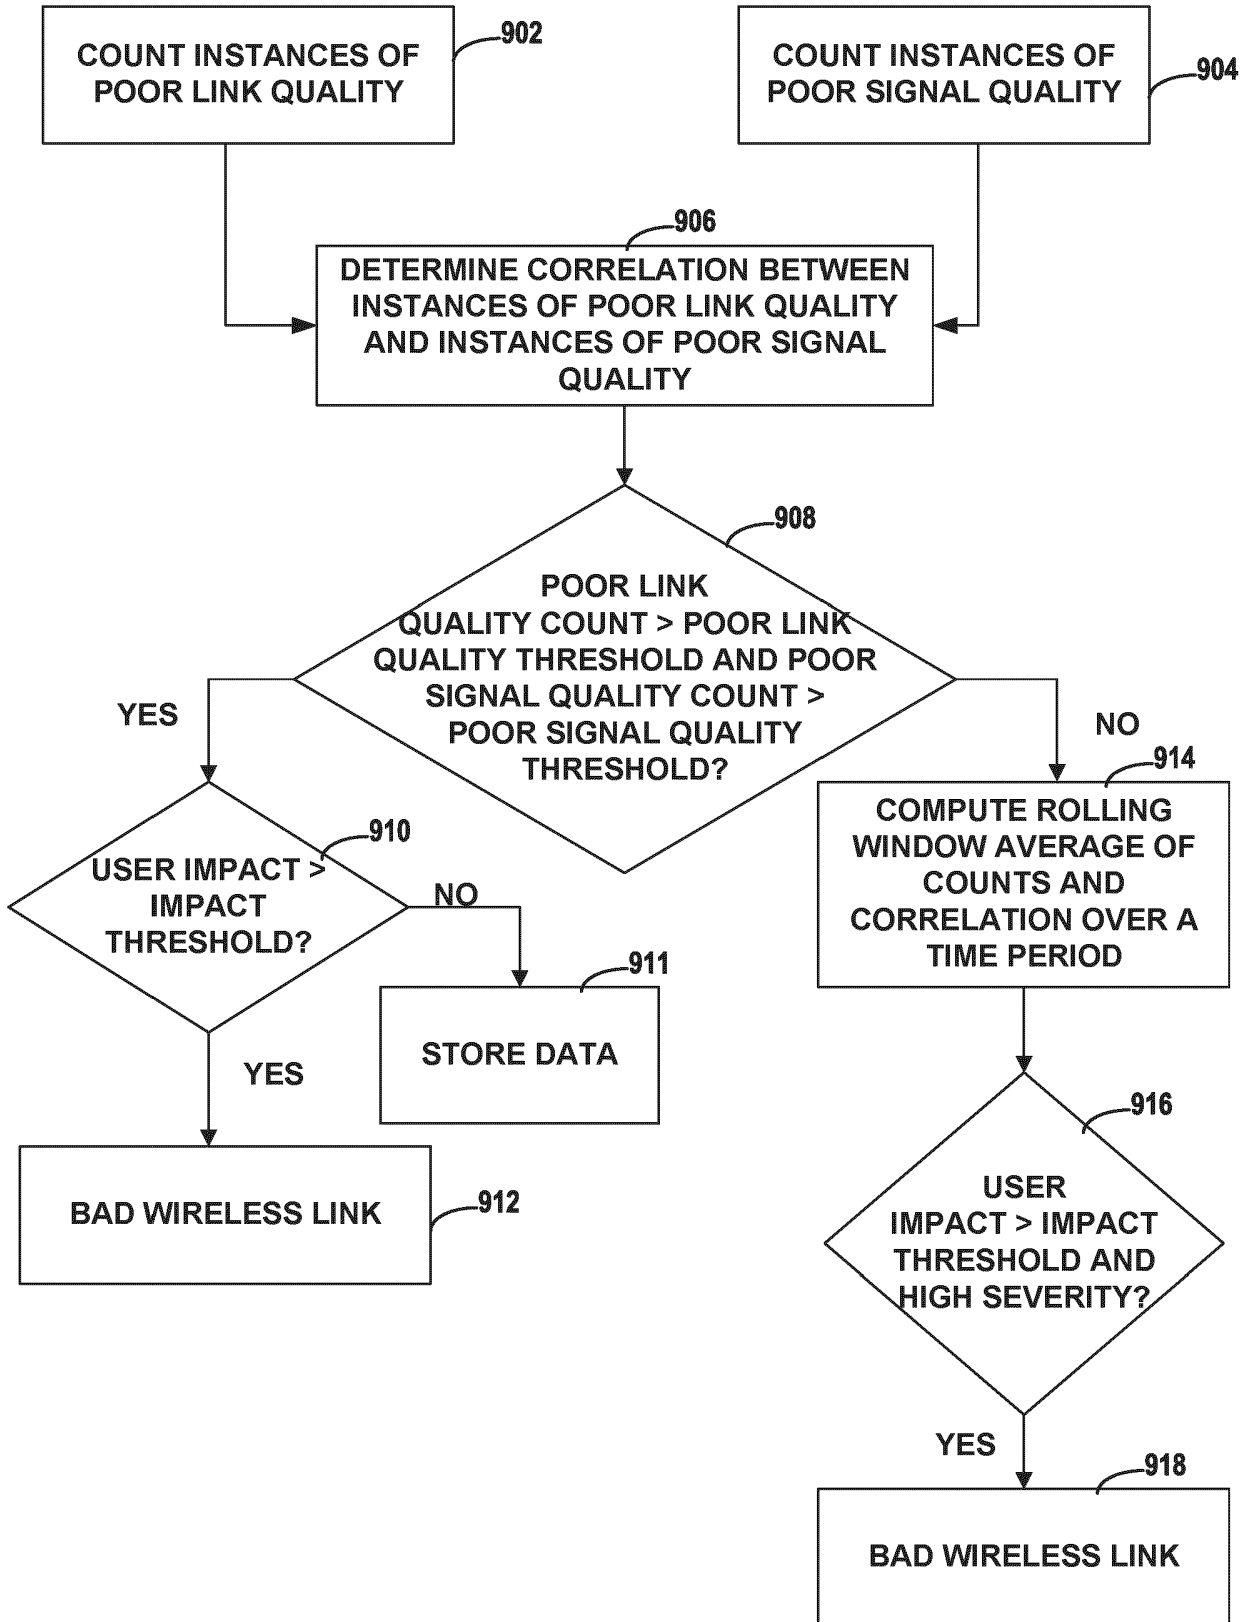 COUNT INSTANCES OF
POOR LINK QUALITY
902
COUNT INSTANCES OF
POOR SIGNAL QUALITY
904
906
DETERMINE CORRELATION BETWEEN
INSTANCES OF POOR LINK QUALITY
AND INSTANCES OF POOR SIGNAL
QUALITY
908
POOR LINK
QUALITY COUNT > POOR LINK
QUALITY THRESHOLD AND POOR
SIGNAL QUALITY COUNT >
POOR SIGNAL QUALITY
THRESHOLD?
YES
NO
910
USER IMPACT >
IMPACT
THRESHOLD?
NO
911
STORE DATA
YES
BAD WIRELESS LINK
912
914
COMPUTE ROLLING
WINDOW AVERAGE OF
COUNTS AND
CORRELATION OVER A
TIME PERIOD
916
USER
IMPACT > IMPACT
THRESHOLD AND
HIGH SEVERITY?
YES
918
BAD WIRELESS LINK